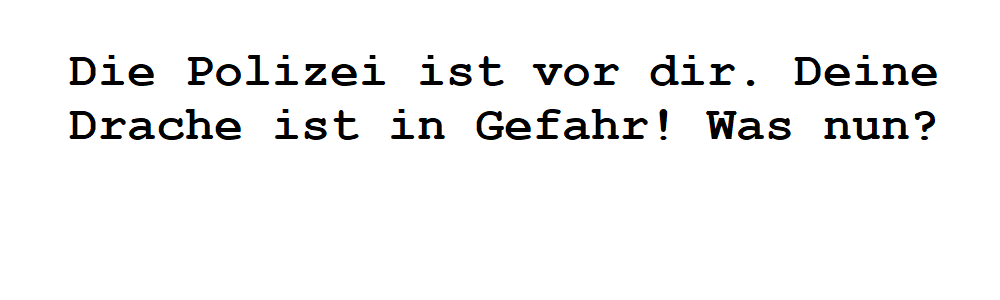 Die Polizei ist vor dir. Deine
Drache ist in Gefahr! Was nun?